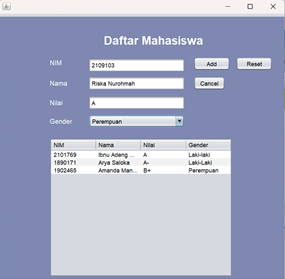 Daftar Mahasiswa
NIM 2109103 Add Reset
Nama Riska Nurohmah Cancel
Nilai A
Gender Perempuan
NIM Nama Nilai Gender
2101769 Ibnu Adeng ... A Laki-laki
1890171 Arya Saloka A- Laki-Laki
1902465 Amanda Man... B+ Perempuan